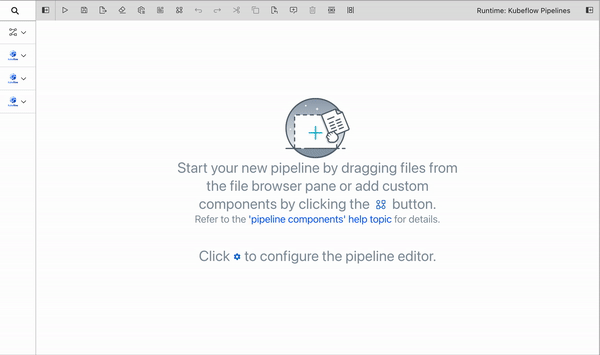 Runtime: Kubeflow Pipelines
Start your new pipeline by dragging files from
the file browser pane or add custom
components by clicking the button.
Refer to the 'pipeline components' help topic for details.
Click to configure the pipeline editor.